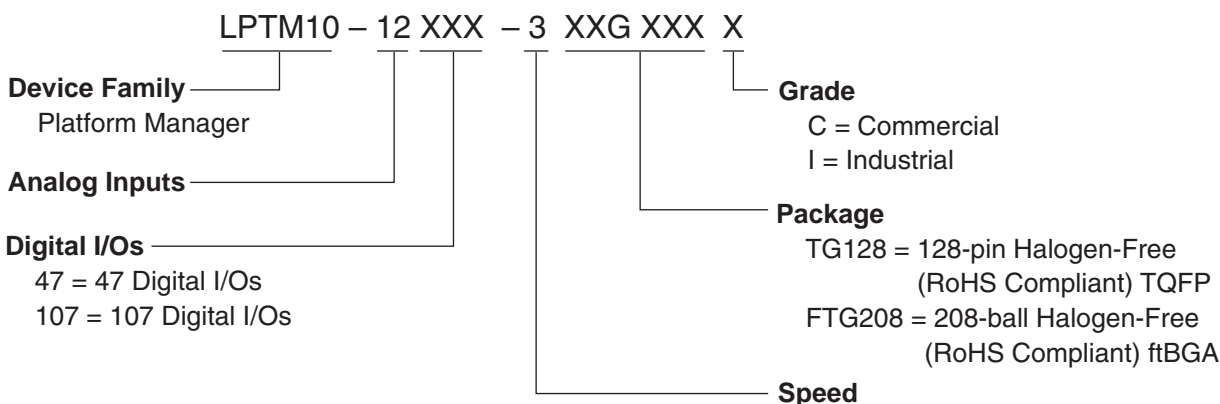 LPTM10 – 12 XXX – 3 XXG XXX X
Device Family
Platform Manager
Analog Inputs
Digital I/Os
47 = 47 Digital I/Os
107 = 107 Digital I/Os
Grade
C = Commercial
I = Industrial
Package
TG128 = 128-pin Halogen-Free
(RoHS Compliant) TQFP
FTG208 = 208-ball Halogen-Free
(RoHS Compliant) ftBGA
Speed